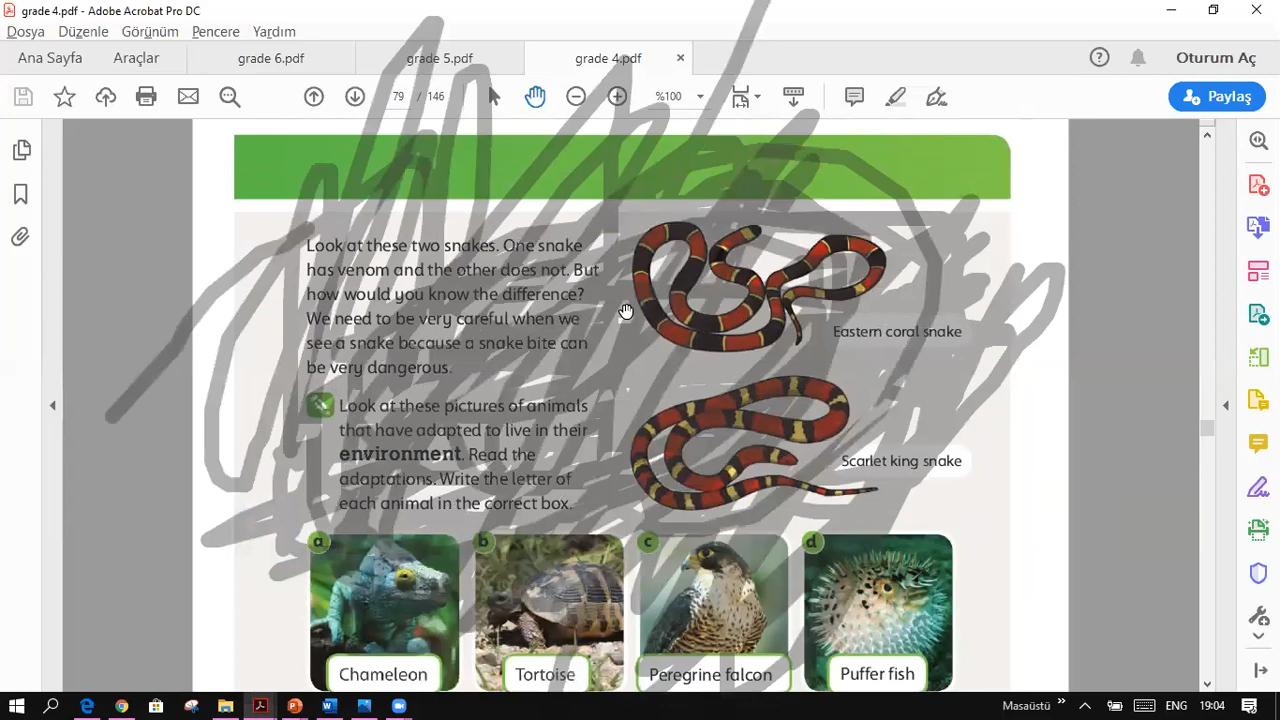 grade 4.pdf - Adobe Acrobat Pro DC
Dosya Düzenle Görünüm Pencere Yardım
Ana Sayfa Araçlar grade 6.pdf grade 5.pdf grade 4.pdf Oturum Aç
79 / 146 %100 Paylaş
Look at these two snakes. One snake
has venom and the other does not. But
how would you know the difference?
We need to be very careful when we
see a snake because a snake bite can
be very dangerous.
Eastern coral snake
Look at these pictures of animals
that have adapted to live in their
environment. Read the
adaptations. Write the letter of
each animal in the correct box.
Scarlet king snake
a b c d
Chameleon Tortoise Peregrine falcon Puffer fish
Masaüstü ENG 19:04